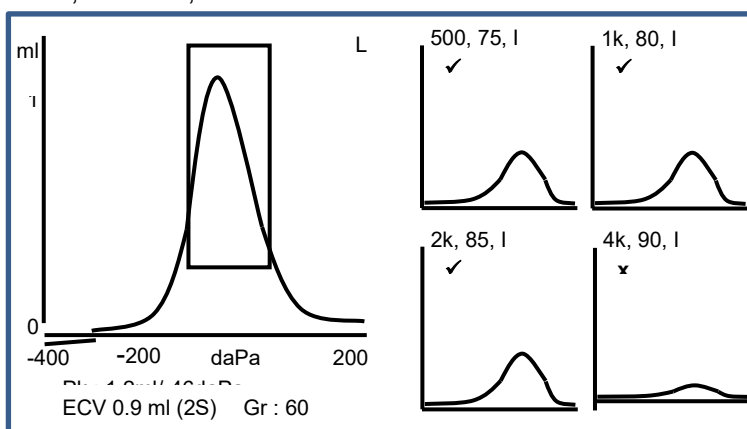 L
ml
0
-400 -200 daPa 200
ECV 0.9 ml (2S) Gr : 60
500, 75, I
✓
1k, 80, I
✓
2k, 85, I
✓
4k, 90, I
x